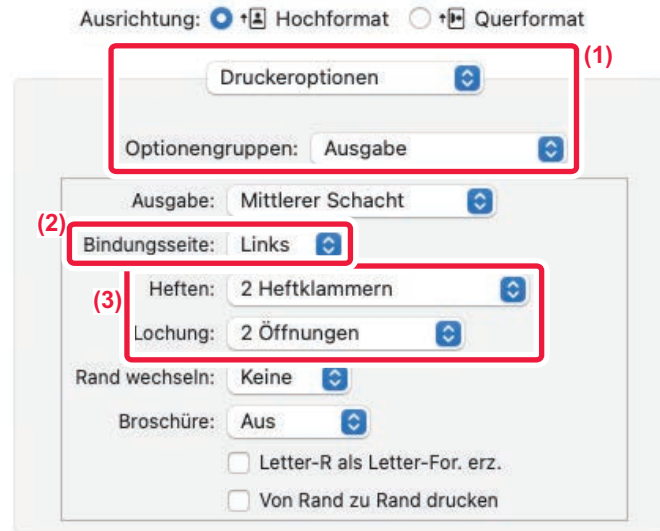 Ausrichtung: Hochformat Querformat
(1)
Druckeroptionen
Optionengruppen: Ausgabe
Ausgabe: Mittlerer Schacht
(2)
Bindungsseite: Links
(3)
Heften: 2 Heftklammern
Lochung: 2 Öffnungen
Rand wechseln: Keine
Broschüre: Aus
Letter-R als Letter-For. erz.
Von Rand zu Rand drucken